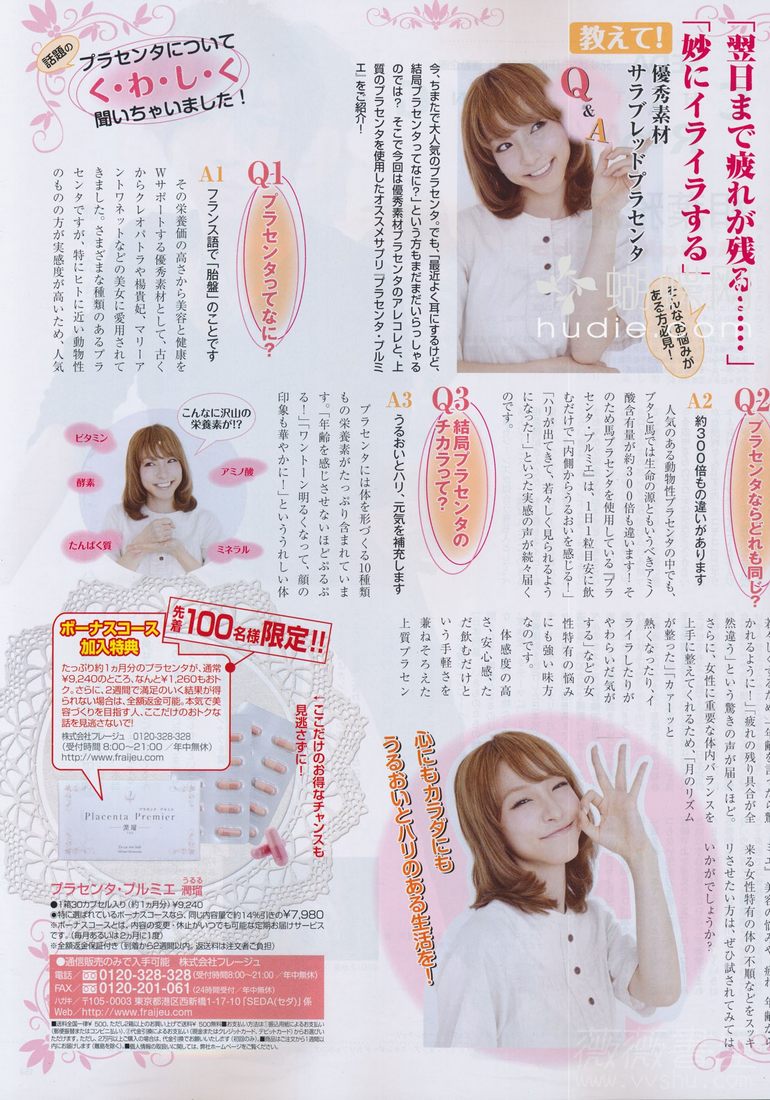 「翌日まで疲れが残る……」
「妙にイライラする」
そんなお悩みが
ある方必見!
教えて!
優秀素材
サラブレッドプラセンタ
Q&A
話題の
プラセンタについて
く・わ・し・く
聞いちゃいました!
今、ちまたで大人気のプラセンタ。でも、「最近よく耳にするけど、
結局プラセンタってなに?」という方もまだまだいらっしゃる
のでは? そこで今回は優秀素材プラセンタのアレコレと、上
質のプラセンタを使用したオススメサプリ『プラセンタ・プルミ
エ』をご紹介!
hudie.com
Q1
プラセンタってなに?
A1
フランス語で「胎盤」のことです
その栄養価の高さから美容と健康を
Wサポートする優秀素材として、古く
からクレオパトラや楊貴妃、マリーア
ントワネットなどの美女に愛用されて
きました。さまざまな種類のあるプラ
センタですが、特にヒトに近い動物性
のものの方が実感度が高いため、人気
Q2
プラセンタならどれも同じ?
A2
約300倍もの違いがあります
人気のある動物性プラセンタの中でも、
ブタと馬では生命の源ともいうべきアミノ
酸含有量が約300倍も違います!そ
のため馬プラセンタを使用している『プラ
センタ・プルミエ』は、1日1粒目安に飲
むだけで「内側からうるおいを感じる!」
「ハリが出てきて、若々しく見られるよう
になった!」といった実感の声が続々届く
のです。
Q3
結局プラセンタの
チカラって?
A3
うるおいとハリ、元気を補充します
プラセンタには体を形づくる10種類
もの栄養素がたっぷり含まれていま
す。「年齢を感じさせないほどぷるぷ
る!」「ワントーン明るくなって、顔の
印象も華やかに!」といううれしい体
かれるように!」「疲れの残り具合が全
然違う」という驚きの声が届くほど。
さらに、女性に重要な体内バランスを
上手に整えてくれるため、「月のリズム
が整った」「カァーッと
熱くなったり、イ
ライラしたりが
やわらいだ気が
する」などの女
性特有の悩み
にも強い味方
なのです。
体感度の高
さ、安心感、た
だ飲むだけと
いう手軽さを
兼ねそろえた
上質プラセン
来る女性特有の体の不順などをスッキ
リさせたい方は、ぜひ試されてみては
いかがでしょうか?
こんなに沢山の
栄養素が!?
ビタミン
酵素
たんぱく質
アミノ酸
ミネラル
先着100名様限定!!
ボーナスコース
加入特典
たっぷり約1ヵ月分のプラセンタが、通常
¥9,240のところ、なんと¥1,260もおト
ク。さらに、2週間で満足のいく結果が得
られない場合は、全額返金可能。本気で美
容づくりを目指す人、ここだけのおトクな
話を見逃さないで!
株式会社フレージュ 0120-328-328
(受付時間 8:00〜21:00 / 年中無休)
http://www.fraijeu.com
←ここだけのお得なチャンスも
見逃さずに!
Placenta Premier
プラセンタ・プルミエ 潤瑠
うるる
●1箱30カプセル入り(約1ヵ月分)¥9,240
●特に選ばれているボーナスコースなら、同じ内容量で約14%引きの¥7,980
※ボーナスコースとは、内容の変更・休止がいつでも可能な定期お届けサービス
です。(毎月あるいは2ヵ月に1度)
※全額返金保証付き(到着から2週間以内。返送料は注文者ご負担)
●通信販売のみで入手可能 株式会社フレージュ
電話/0120-328-328(受付時間8:00〜21:00 / 年中無休)
FAX/0120-201-061(24時間受付 / 年中無休)
ハガキ/〒105-0003 東京都港区西新橋1-17-10「SEDA(セダ)」係
Web/http://www.fraijeu.com
心にもカラダにも
うるおいとハリのある生活を!
www.vvshu.com